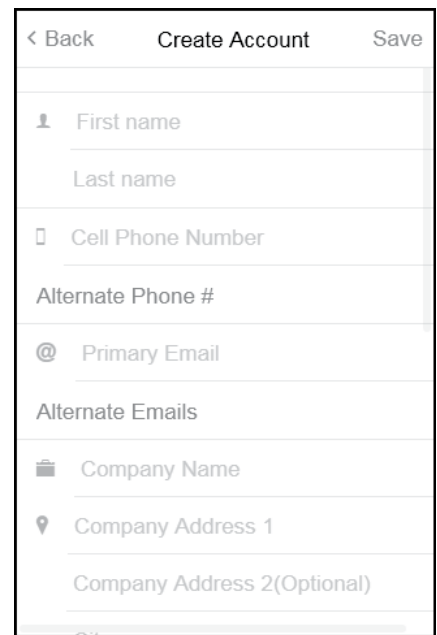 < Back Create Account Save
First name
Last name
Cell Phone Number
Alternate Phone #
@ Primary Email
Alternate Emails
Company Name
Company Address 1
Company Address 2(Optional)